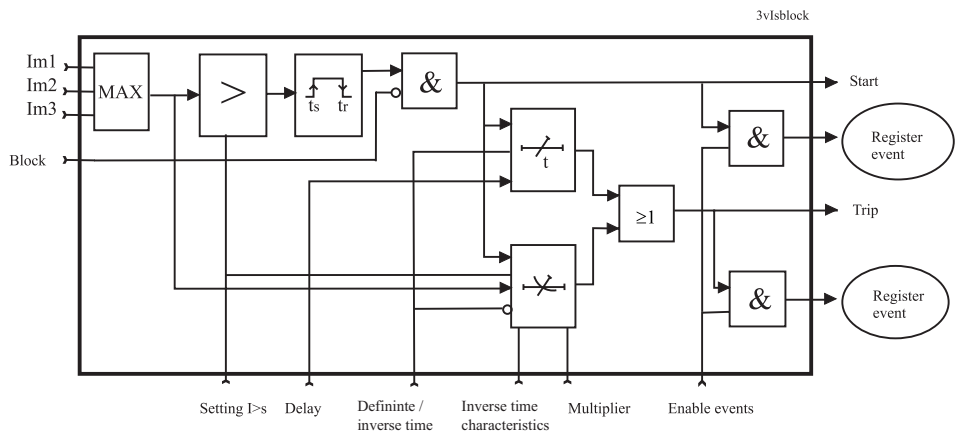 3vIsblock
Im1
Im2
Im3
MAX
>
ts tr
&
Start
&
Register
event
Block
t
≥1
Trip
&
Register
event
Setting I>s
Delay
Defininte /
inverse time
Inverse time
characteristics
Multiplier
Enable events